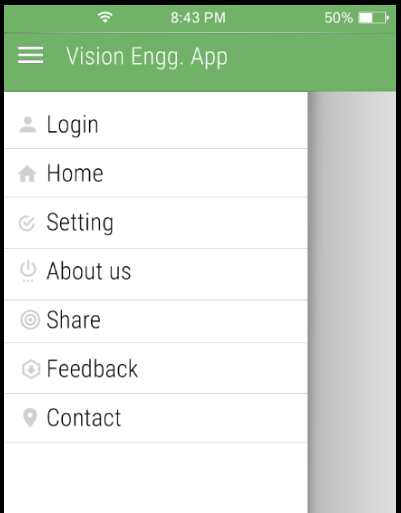 8:43 PM 50%
Vision Engg. App
Login
Home
Setting
About us
Share
Feedback
Contact